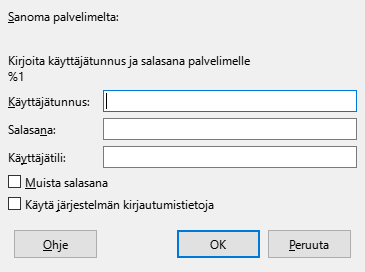 Sanoma palvelimelta:
Kirjoita käyttäjätunnus ja salasana palvelimelle
%1
Käyttäjätunnus:
Salasana:
Käyttäjätili:
Muista salasana
Käytä järjestelmän kirjautumistietoja
Ohje OK Peruuta